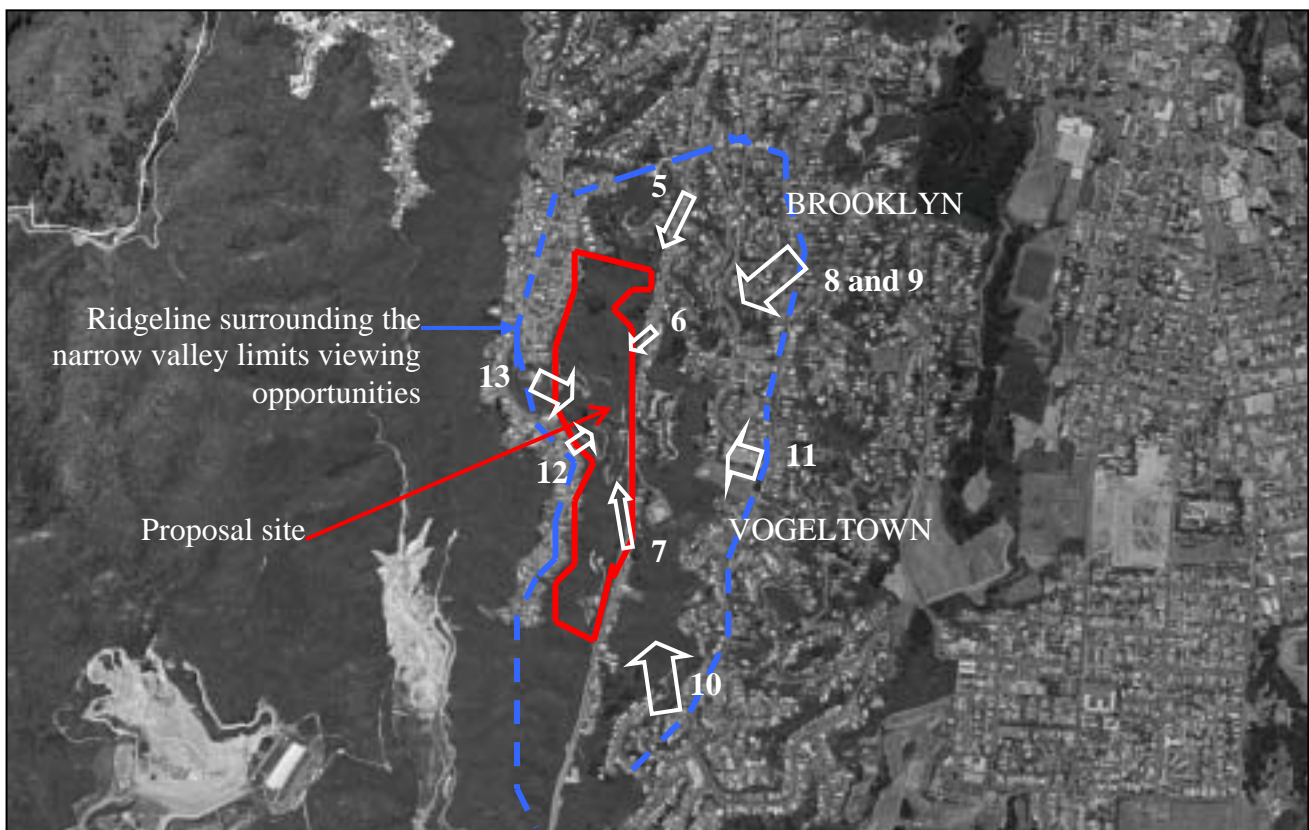 5
BROOKLYN
8 and 9
Ridgeline surrounding the
narrow valley limits viewing
opportunities
6
13
12
11
Proposal site
VOGELTOWN
7
10